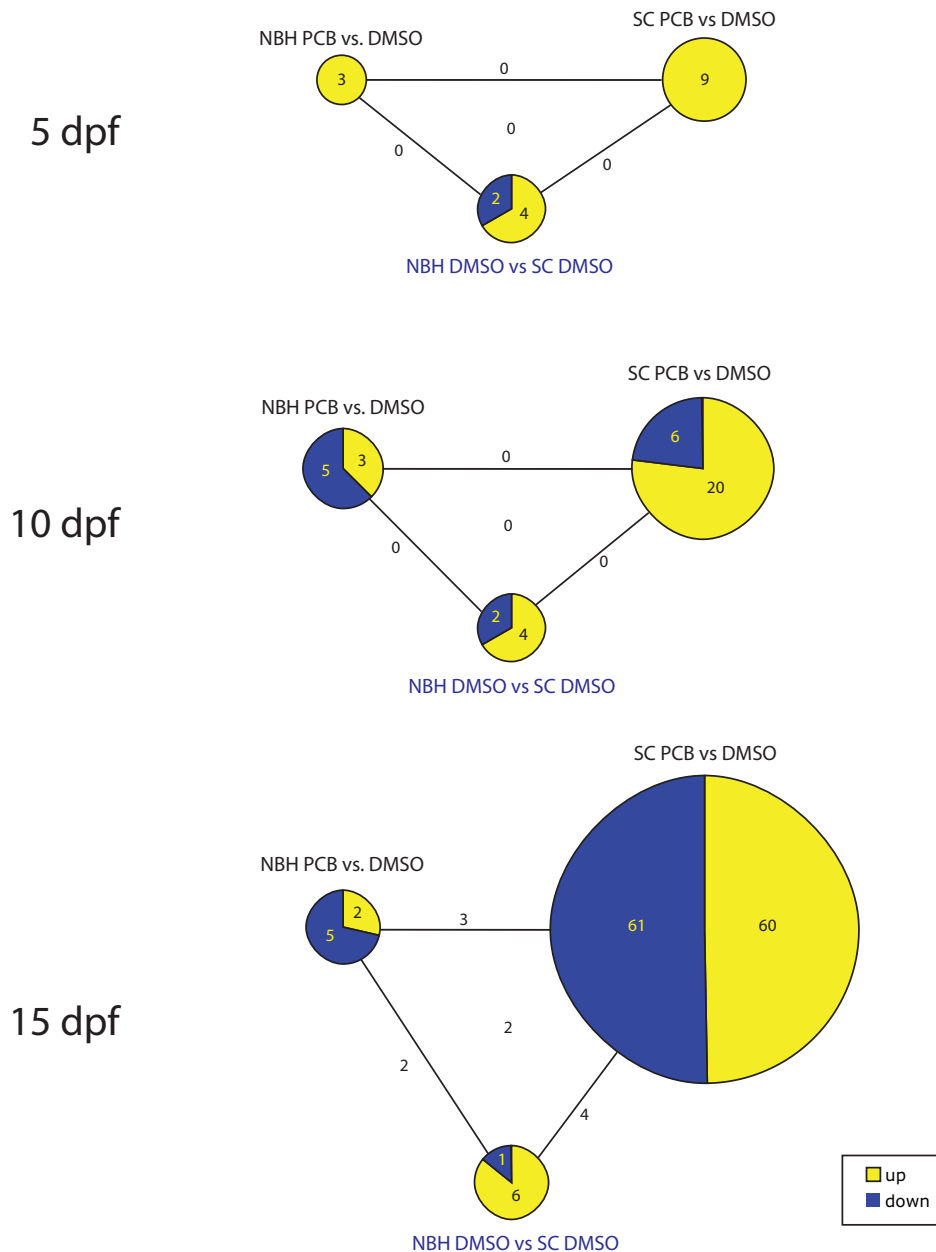 NBH PCB vs. DMSO
SC PCB vs DMSO
0
3
9
5 dpf
0
0
0
2
4
NBH DMSO vs SC DMSO
SC PCB vs DMSO
NBH PCB vs. DMSO
6
0
3
5
20
10 dpf
0
0
0
2
4
NBH DMSO vs SC DMSO
SC PCB vs DMSO
NBH PCB vs. DMSO
2
3
5
61
60
15 dpf
2
2
4
1
6
NBH DMSO vs SC DMSO
up
down